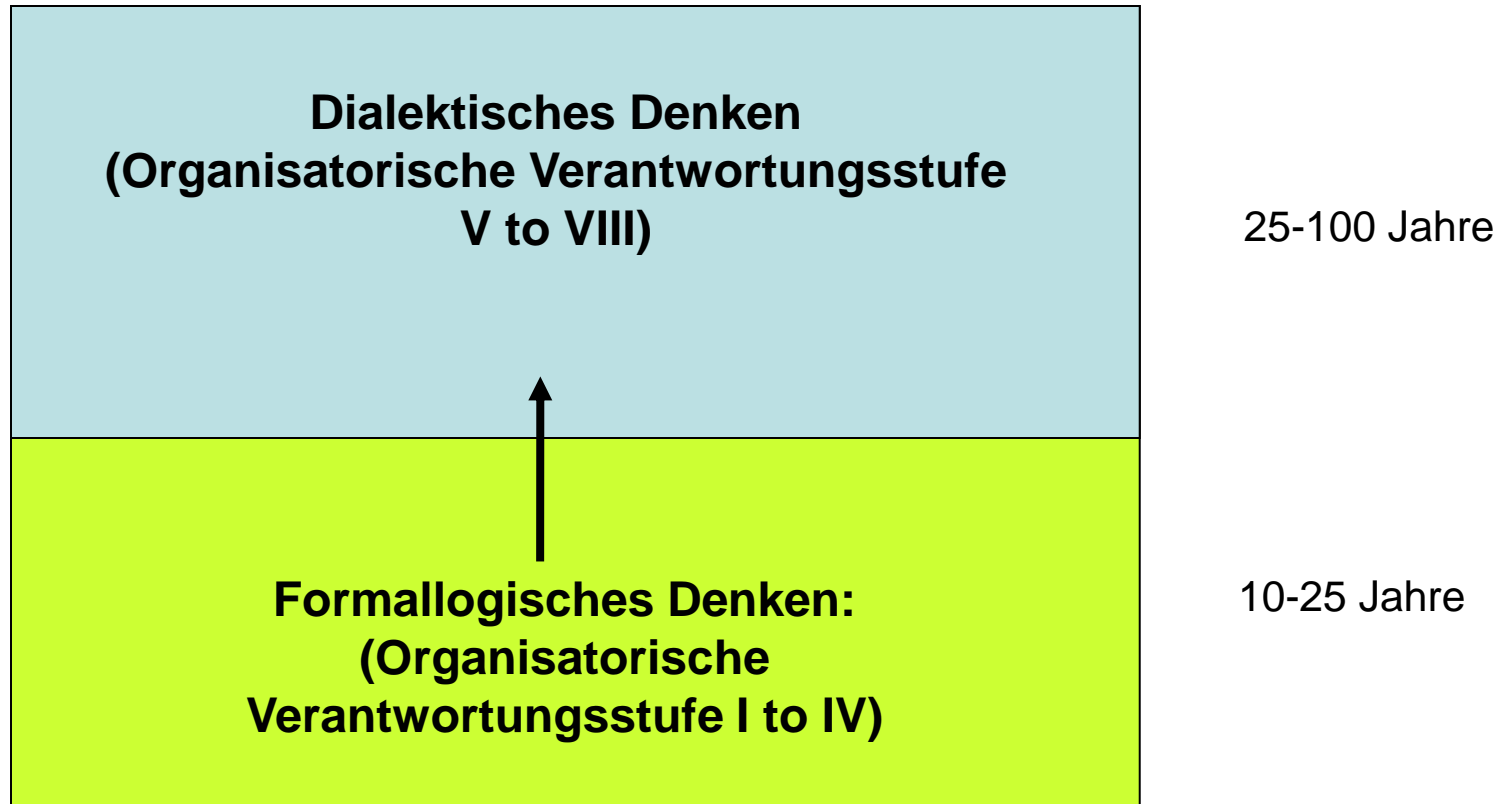 Dialektisches Denken
(Organisatorische Verantwortungsstufe
V to VIII)
25-100 Jahre
Formallogisches Denken:
(Organisatorische
Verantwortungsstufe I to IV)
10-25 Jahre